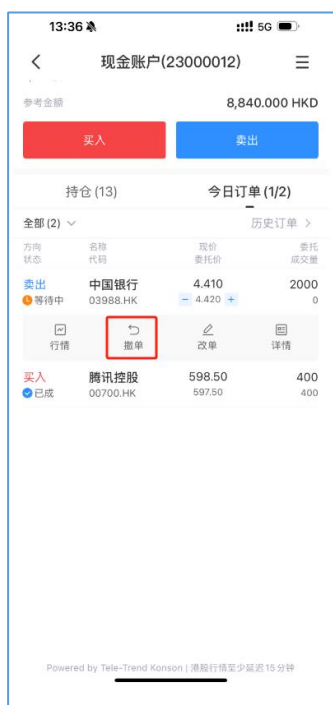 13:36 5G
现金账户(23000012)
参考金额 8,840.000 HKD
买入 卖出
持仓 (13) 今日订单 (1/2)
全部 (2) 历史订单
方向 名称 现价 委托
状态 代码 委托价 成交量
卖出 中国银行 4.410 2000
等待中 03988.HK − 4.420 + 0
行情 撤单 改单 详情
买入 腾讯控股 598.50 400
已成 00700.HK 597.50 400
Powered by Tele-Trend Konson | 港股行情至少延迟15分钟